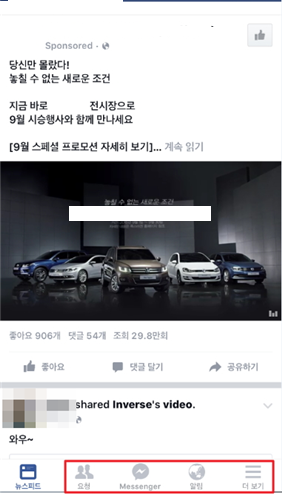 Sponsored ·
당신만 몰랐다!
놓칠 수 없는 새로운 조건
지금 바로 전시장으로
9월 시승행사와 함께 만나세요
[9월 스페셜 프로모션 자세히 보기]... 계속 읽기
놓칠 수 없는 새로운 조건
좋아요 906개 댓글 54개 조회 29.8만회
좋아요 댓글 달기 공유하기
shared Inverse's video.
와우~
뉴스피드 요청 Messenger 알림 더 보기